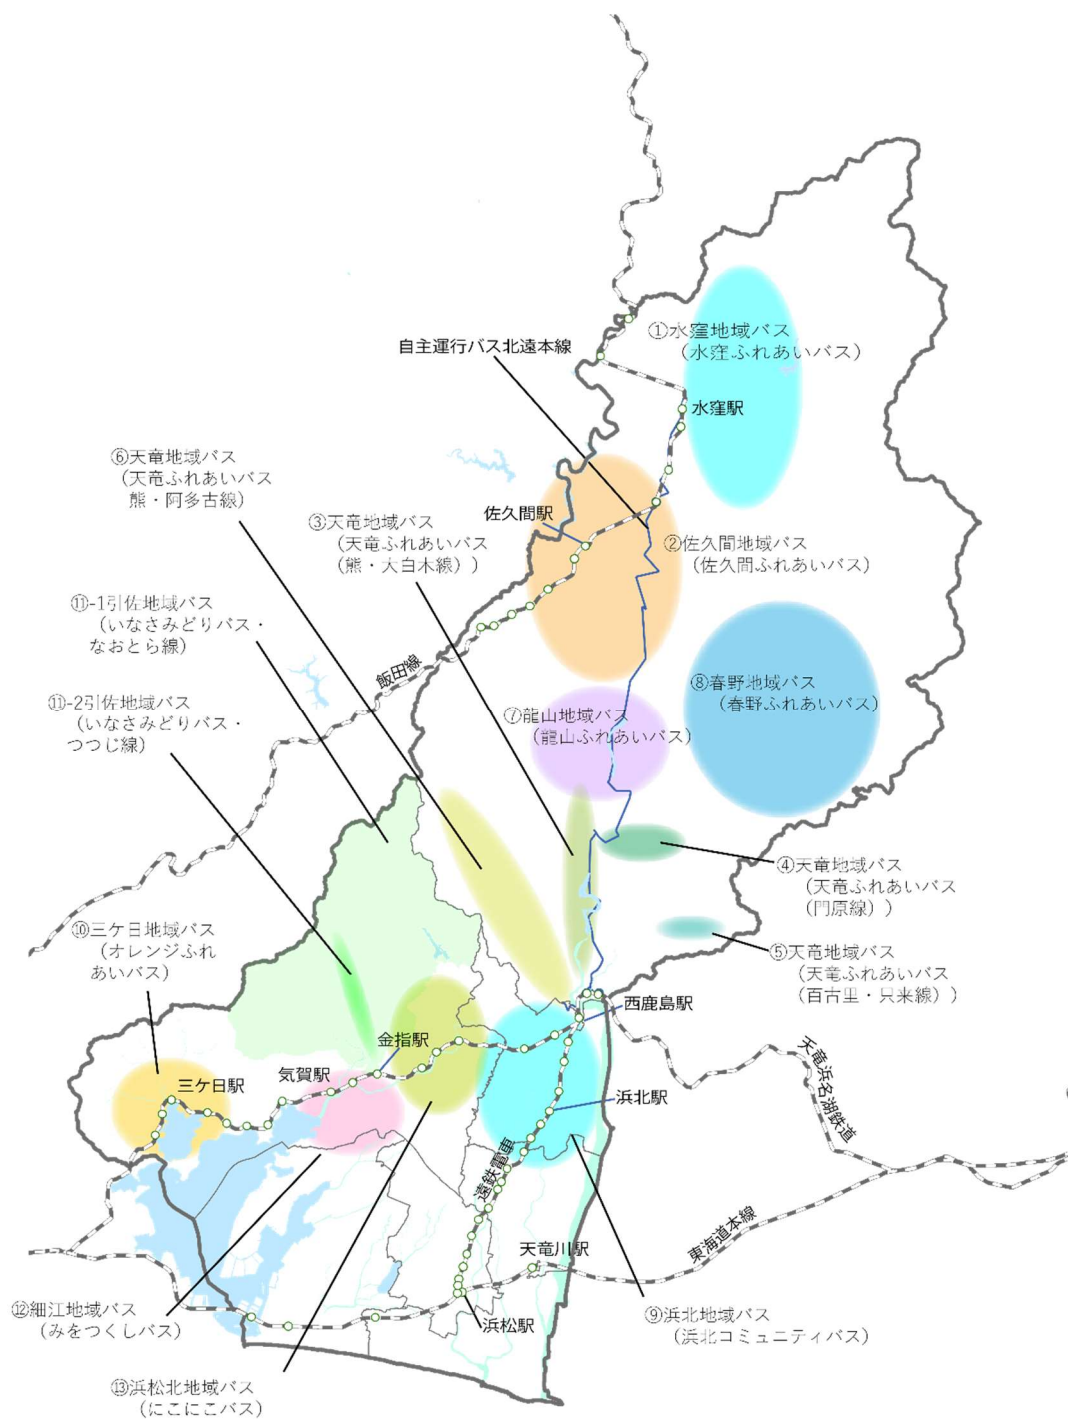 ①水窪地域バス
（水窪ふれあいバス）
自主運行バス北遠本線
水窪駅
⑥天竜地域バス
（天竜ふれあいバス
熊・阿多古線）
佐久間駅
③天竜地域バス
（天竜ふれあいバス
（熊・大白木線））
②佐久間地域バス
（佐久間ふれあいバス）
⑪-1引佐地域バス
（いなさみどりバス・
なおとら線）
飯田線
⑧春野地域バス
（春野ふれあいバス）
⑪-2引佐地域バス
（いなさみどりバス・
つつじ線）
⑦龍山地域バス
（龍山ふれあいバス）
④天竜地域バス
（天竜ふれあいバス
（門原線））
⑩三ケ日地域バス
（オレンジふれ
あいバス）
⑤天竜地域バス
（天竜ふれあいバス
（百古里・只来線））
西鹿島駅
金指駅
気賀駅
三ケ日駅
浜北駅
天竜浜名湖鉄道
遠鉄電車
東海道本線
天竜川駅
⑫細江地域バス
（みをつくしバス）
浜松駅
⑨浜北地域バス
（浜北コミュニティバス）
⑬浜松北地域バス
（にこにこバス）